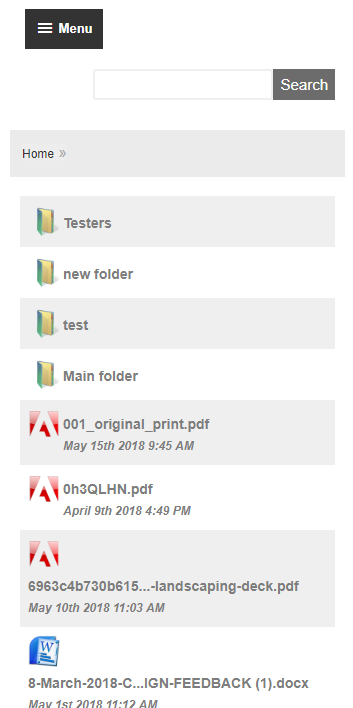 Menu
Search
Home »
Testers
new folder
test
Main folder
001_original_print.pdf
May 15th 2018 9:45 AM
0h3QLHN.pdf
April 9th 2018 4:49 PM
6963c4b730b615...-landscaping-deck.pdf
May 10th 2018 11:03 AM
8-March-2018-C...IGN-FEEDBACK (1).docx
May 1st 2018 11:12 AM